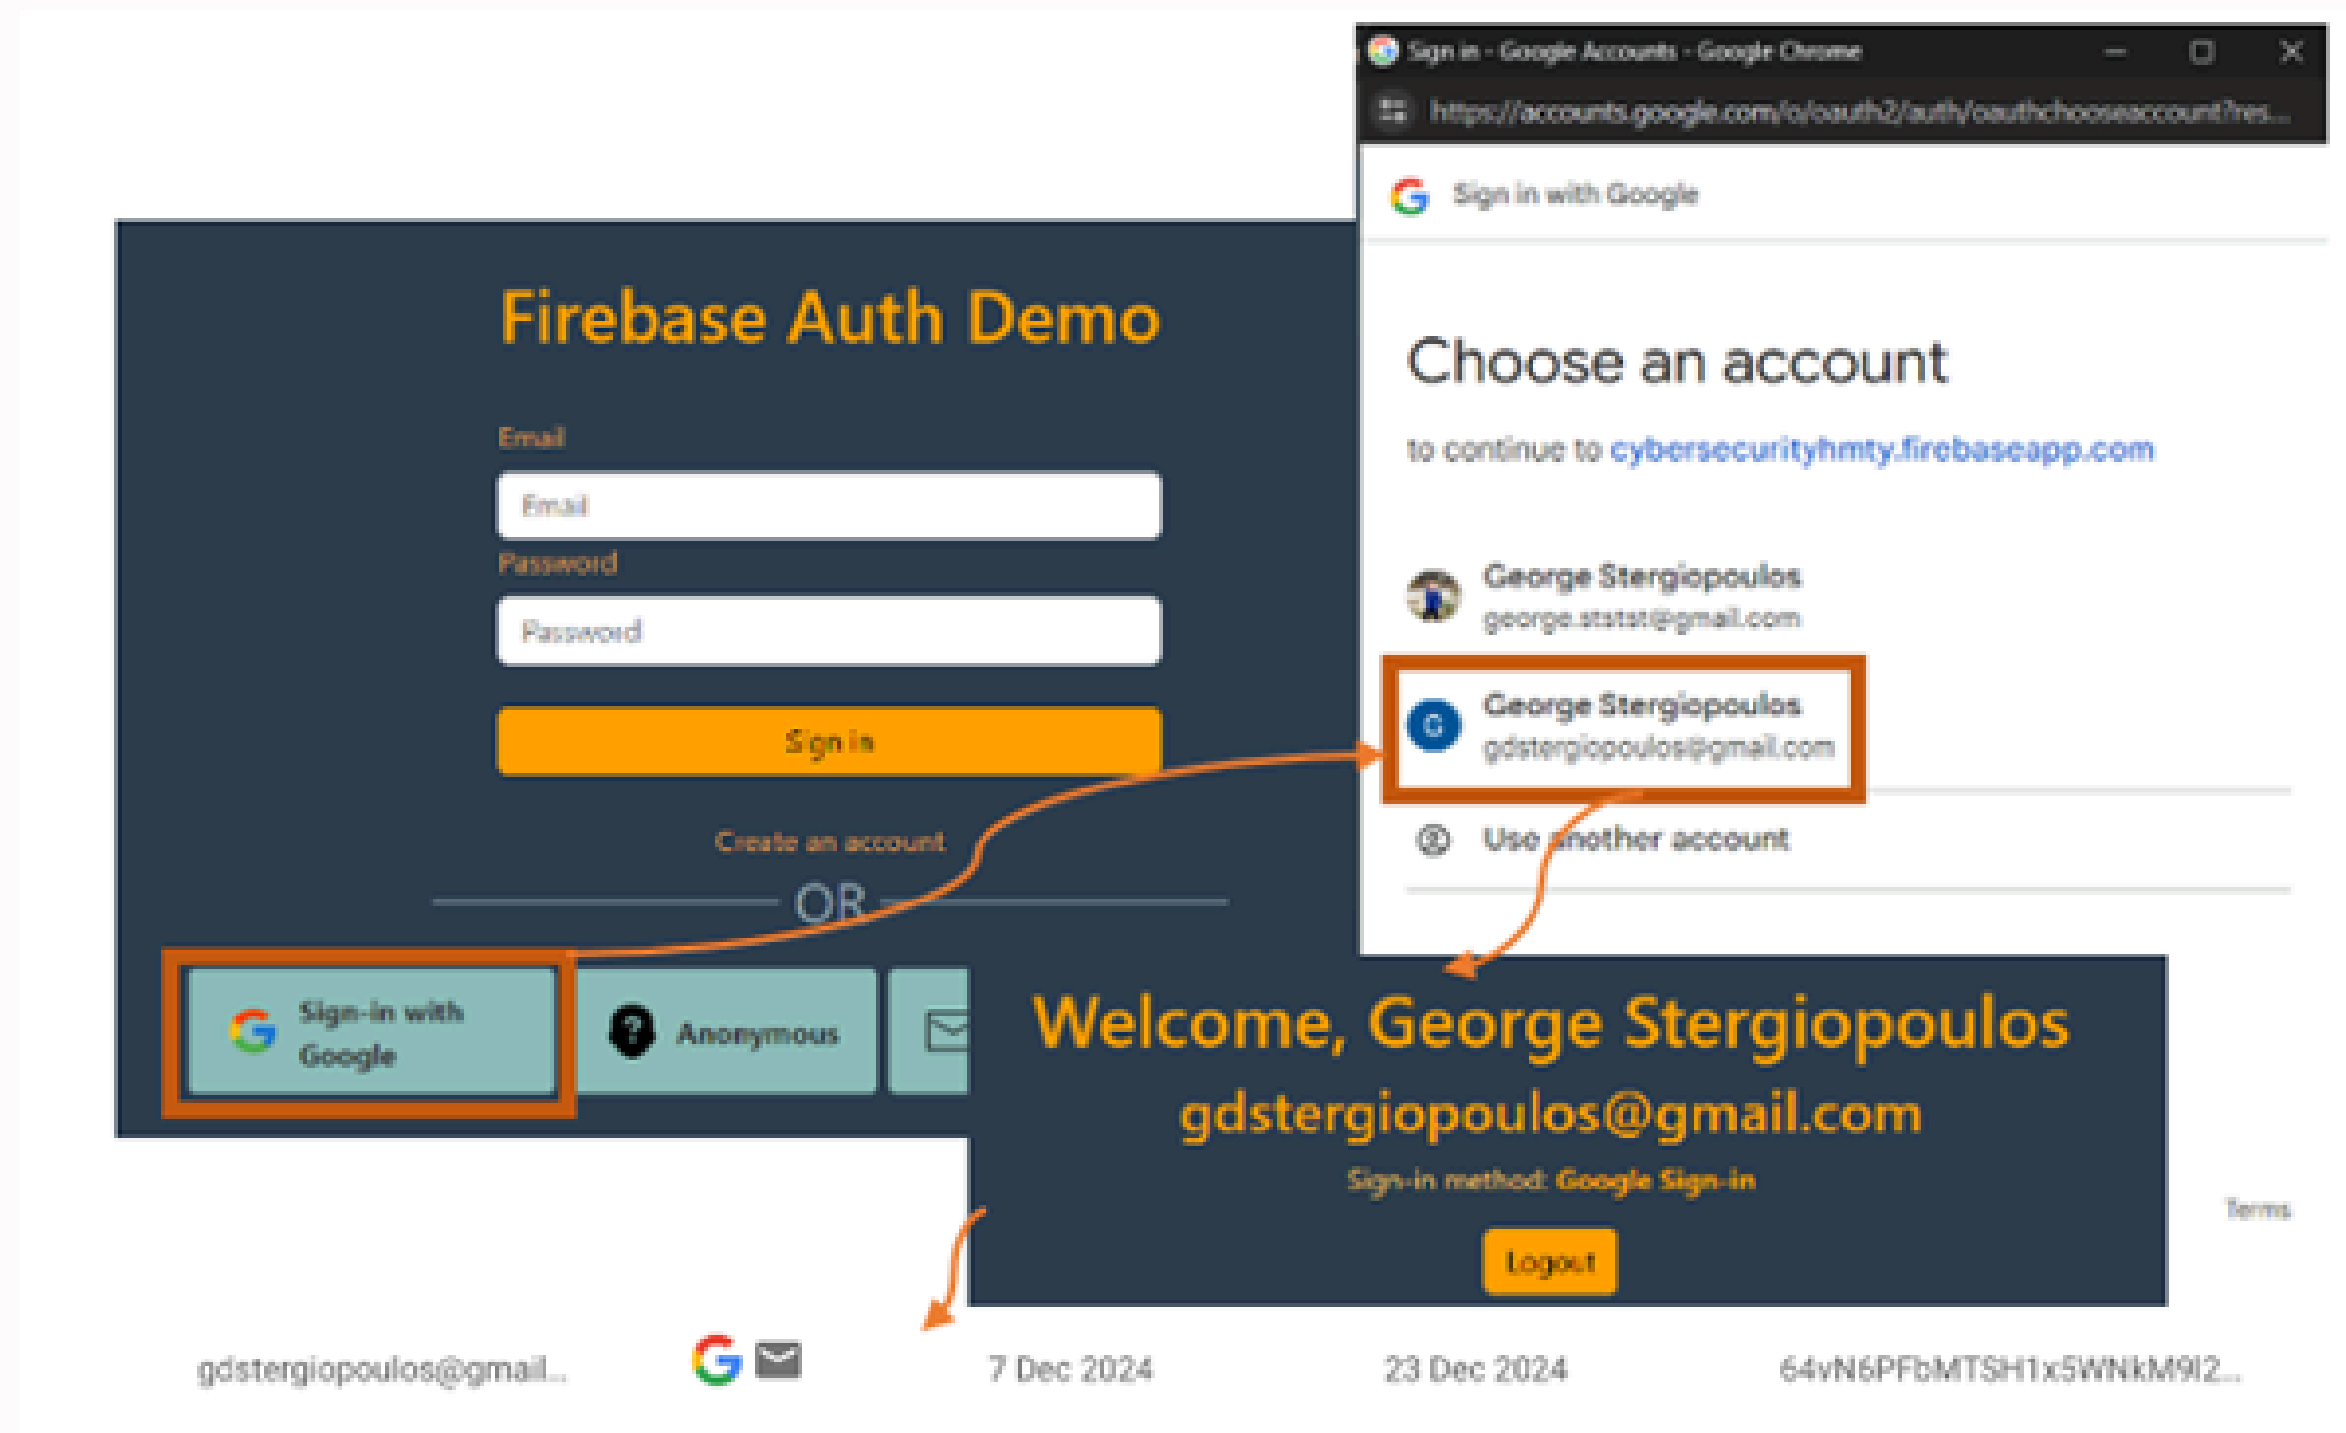 Sign in - Google Accounts - Google Chrome
https://accounts.google.com/o/oauth2/auth/oauthchooseaccount?res...
Sign in with Google
Choose an account
to continue to cybersecurityhmty.firebaseapp.com
George Stergiopoulos
george.ststst@gmail.com
George Stergiopoulos
gdstergiopoulos@gmail.com
Use another account
Terms
Firebase Auth Demo
Email
Email
Password
Password
Sign in
Create an account
OR
Sign-in with
Google
Anonymous
Welcome, George Stergiopoulos
gdstergiopoulos@gmail.com
Sign-in method: Google Sign-in
Logout
gdstergiopoulos@gmail... 7 Dec 2024 23 Dec 2024 64vN6PFbMTSH1x5WNkM9I2...